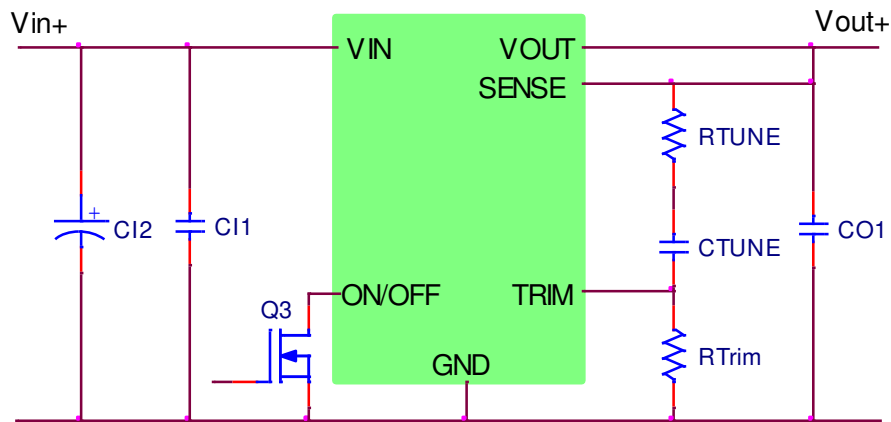 Vin+
Vout+
VIN
VOUT
SENSE
RTUNE
+
CI2
CI1
CTUNE
CO1
ON/OFF
TRIM
Q3
RTrim
GND